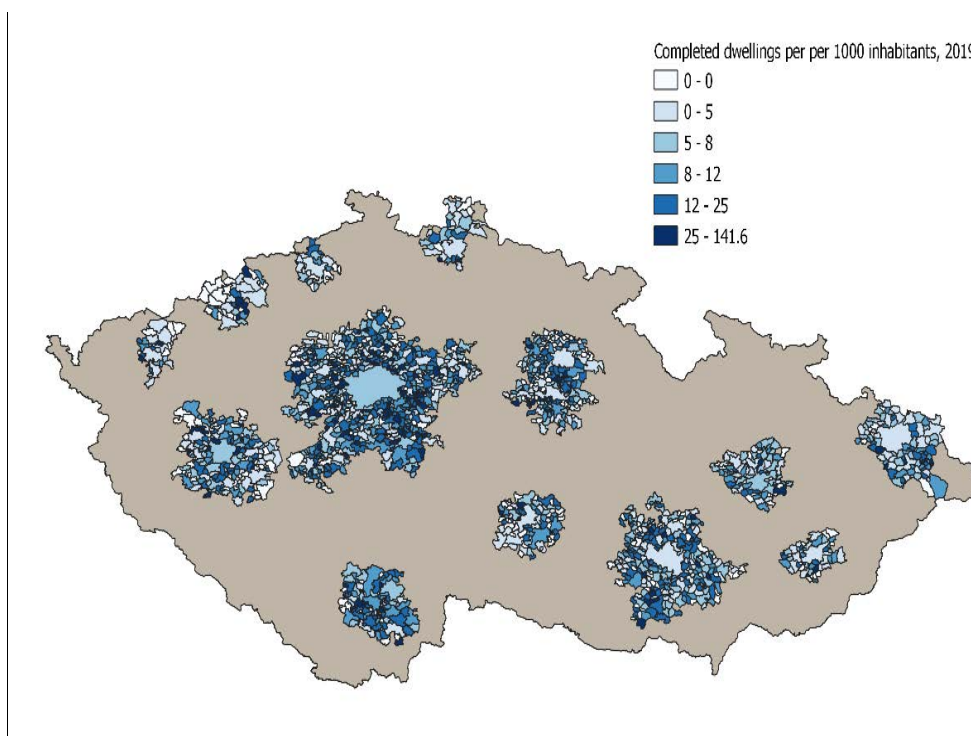 Completed dwellings per per 1000 inhabitants, 2019
0 - 0
0 - 5
5 - 8
8 - 12
12 - 25
25 - 141.6